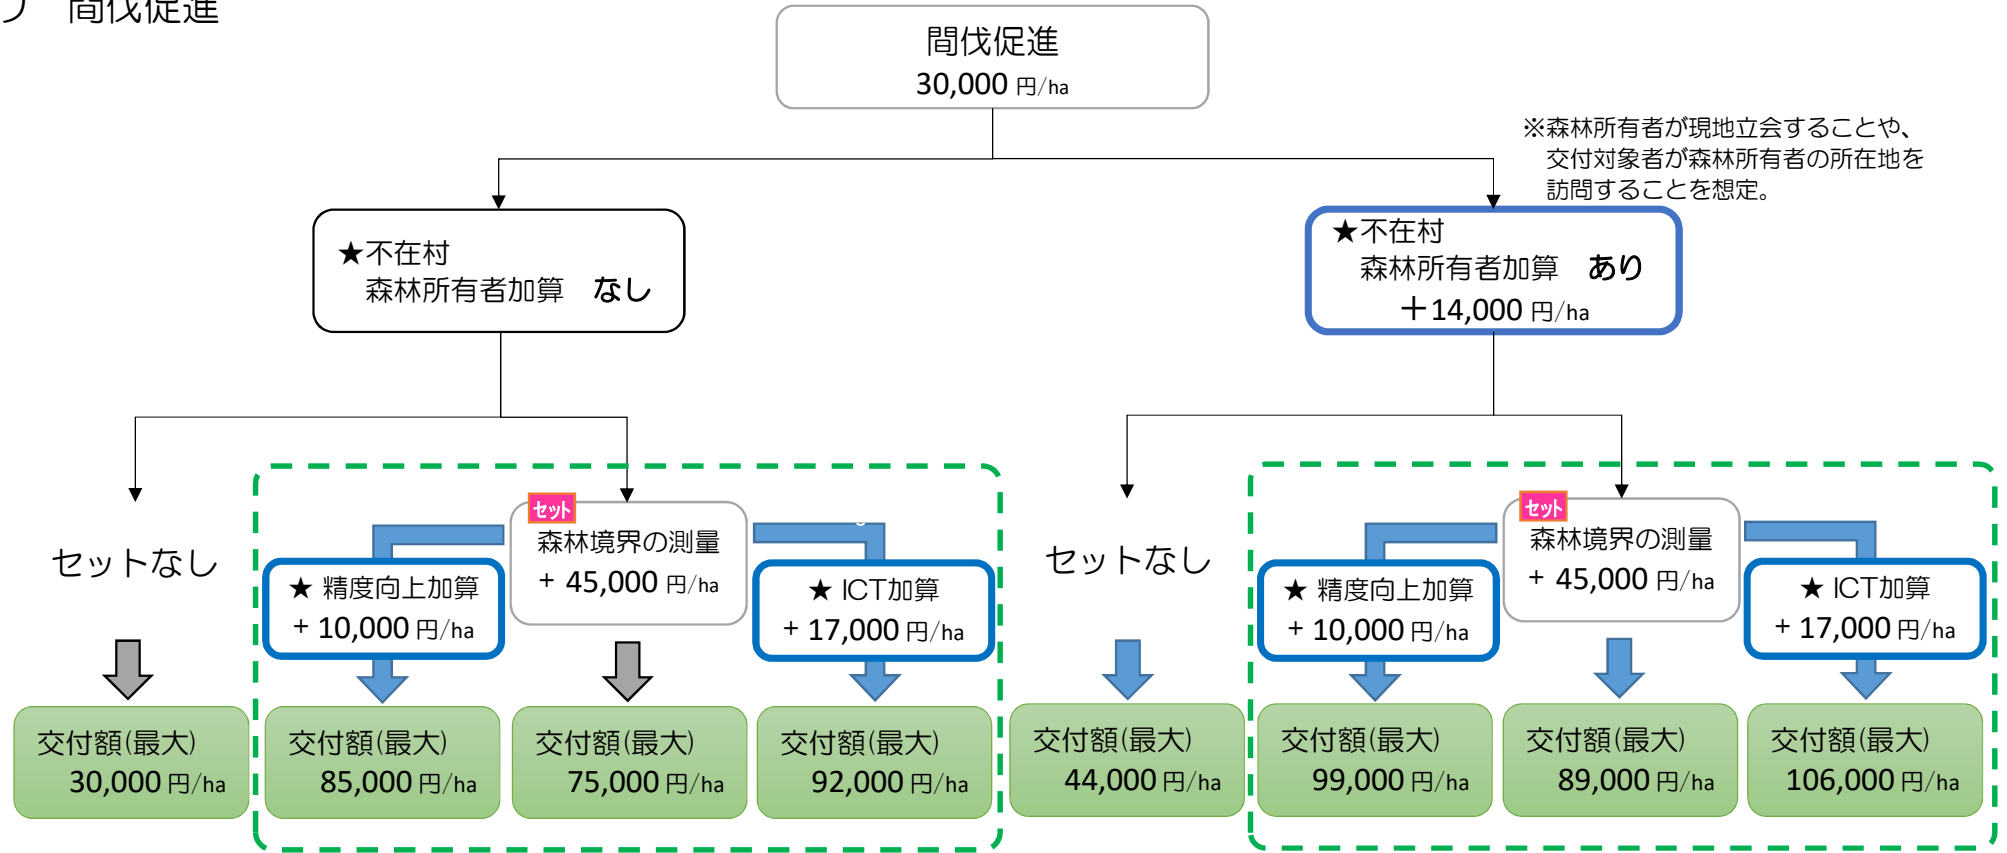 間伐促進
間伐促進
30,000 円/ha
※森林所有者が現地立会することや、
交付対象者が森林所有者の所在地を
訪問することを想定。
★不在村
森林所有者加算 なし
★不在村
森林所有者加算 あり
＋14,000 円/ha
セットなし
セット
森林境界の測量
+ 45,000 円/ha
★ 精度向上加算
+ 10,000 円/ha
★ ICT加算
+ 17,000 円/ha
セットなし
セット
森林境界の測量
+ 45,000 円/ha
★ 精度向上加算
+ 10,000 円/ha
★ ICT加算
+ 17,000 円/ha
交付額(最大)
30,000 円/ha
交付額(最大)
85,000 円/ha
交付額(最大)
75,000 円/ha
交付額(最大)
92,000 円/ha
交付額(最大)
44,000 円/ha
交付額(最大)
99,000 円/ha
交付額(最大)
89,000 円/ha
交付額(最大)
106,000 円/ha